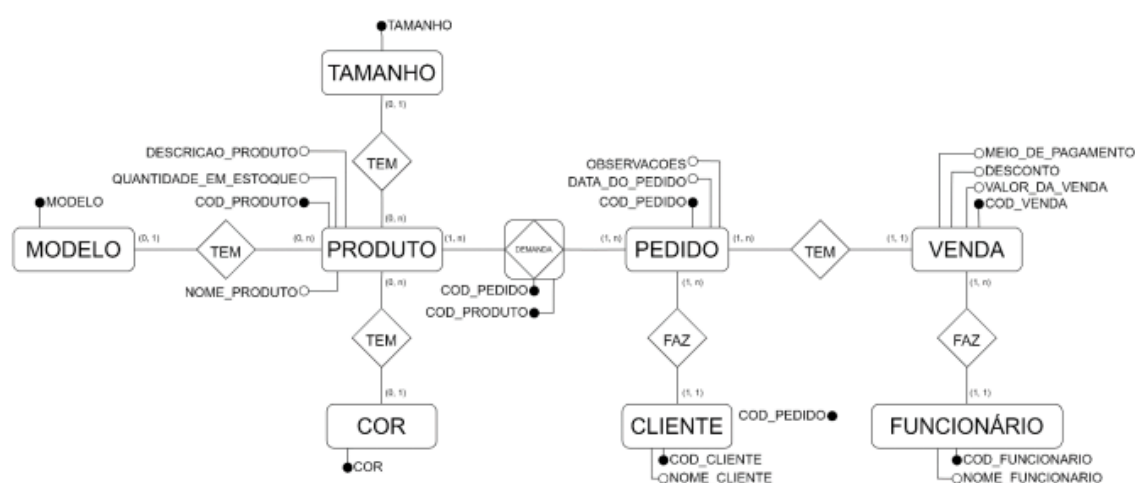 TAMANHO
TAMANHO
(0, 1)
TEM
(0, n)
DESCRICAO_PRODUTO
QUANTIDADE_EM_ESTOQUE
COD_PRODUTO
MODELO
MODELO
(0, 1)
TEM
(0, n)
PRODUTO
(1, n)
NOME_PRODUTO
DEMANDA
COD_PEDIDO
COD_PRODUTO
OBSERVACOES
DATA_DO_PEDIDO
COD_PEDIDO
(1, n)
PEDIDO
(1, n)
TEM
(1, 1)
MEIO_DE_PAGAMENTO
DESCONTO
VALOR_DA_VENDA
COD_VENDA
VENDA
(0, n)
TEM
(0, 1)
COR
COR
(1, n)
FAZ
(1, 1)
CLIENTE
COD_PEDIDO
COD_CLIENTE
NOME_CLIENTE
(1, n)
FAZ
(1, 1)
FUNCIONÁRIO
COD_FUNCIONARIO
NOME_FUNCIONARIO